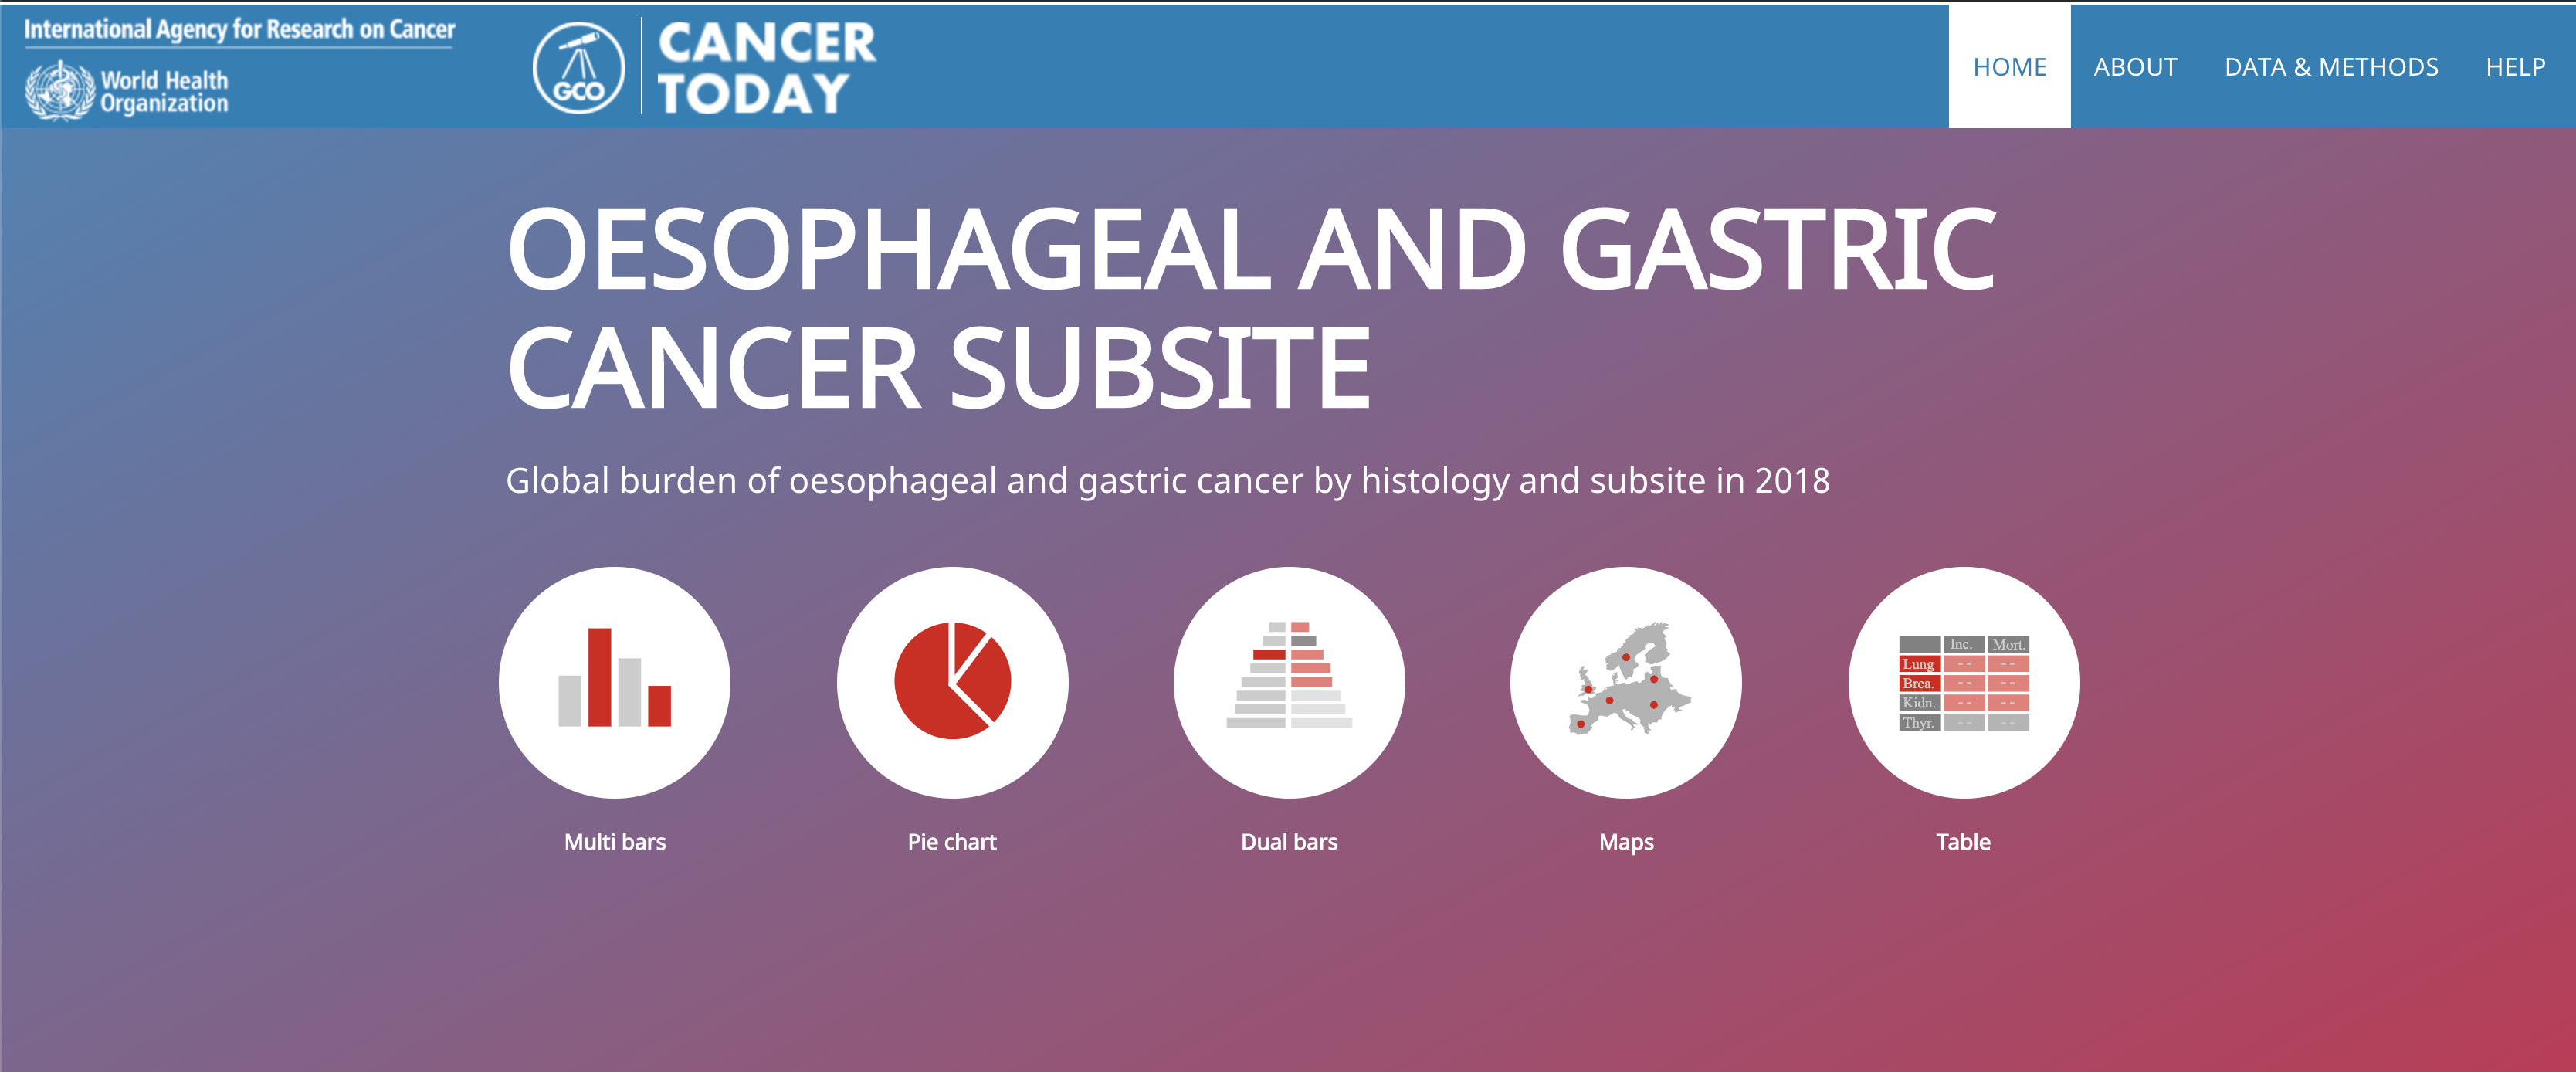 International Agency for Research on Cancer
World Health
Organization
GCO
CANCER
TODAY
HOME
ABOUT
DATA & METHODS
HELP
OESOPHAGEAL AND GASTRIC
CANCER SUBSITE
Global burden of oesophageal and gastric cancer by histology and subsite in 2018
Inc. Mort.
Lung -- --
Brea. -- --
Kidn. -- --
Thyr. -- --
Multi bars
Pie chart
Dual bars
Maps
Table